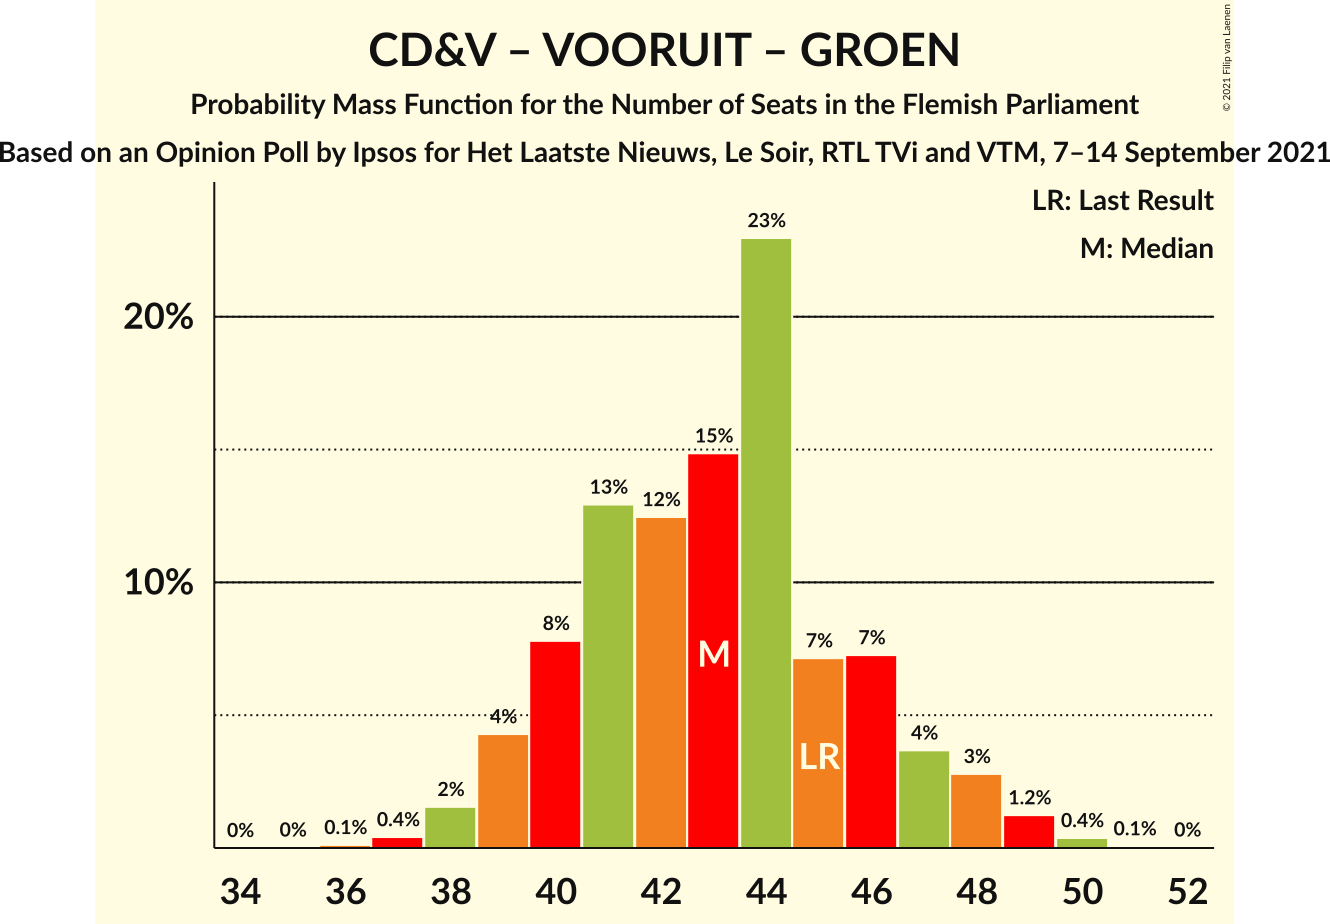 CD&V – VOORUIT – GROEN
Probability Mass Function for the Number of Seats in the Flemish Parliament
Based on an Opinion Poll by Ipsos for Het Laatste Nieuws, Le Soir, RTL TVi and VTM, 7–14 September 2021
© 2021 Filip van Laenen
LR: Last Result
M: Median
20%
10%
0% 0% 0.1% 0.4% 2% 4% 8% 13% 12% 15% 23% 7% 7% 4% 3% 1.2% 0.4% 0.1% 0%
M
LR
34 36 38 40 42 44 46 48 50 52